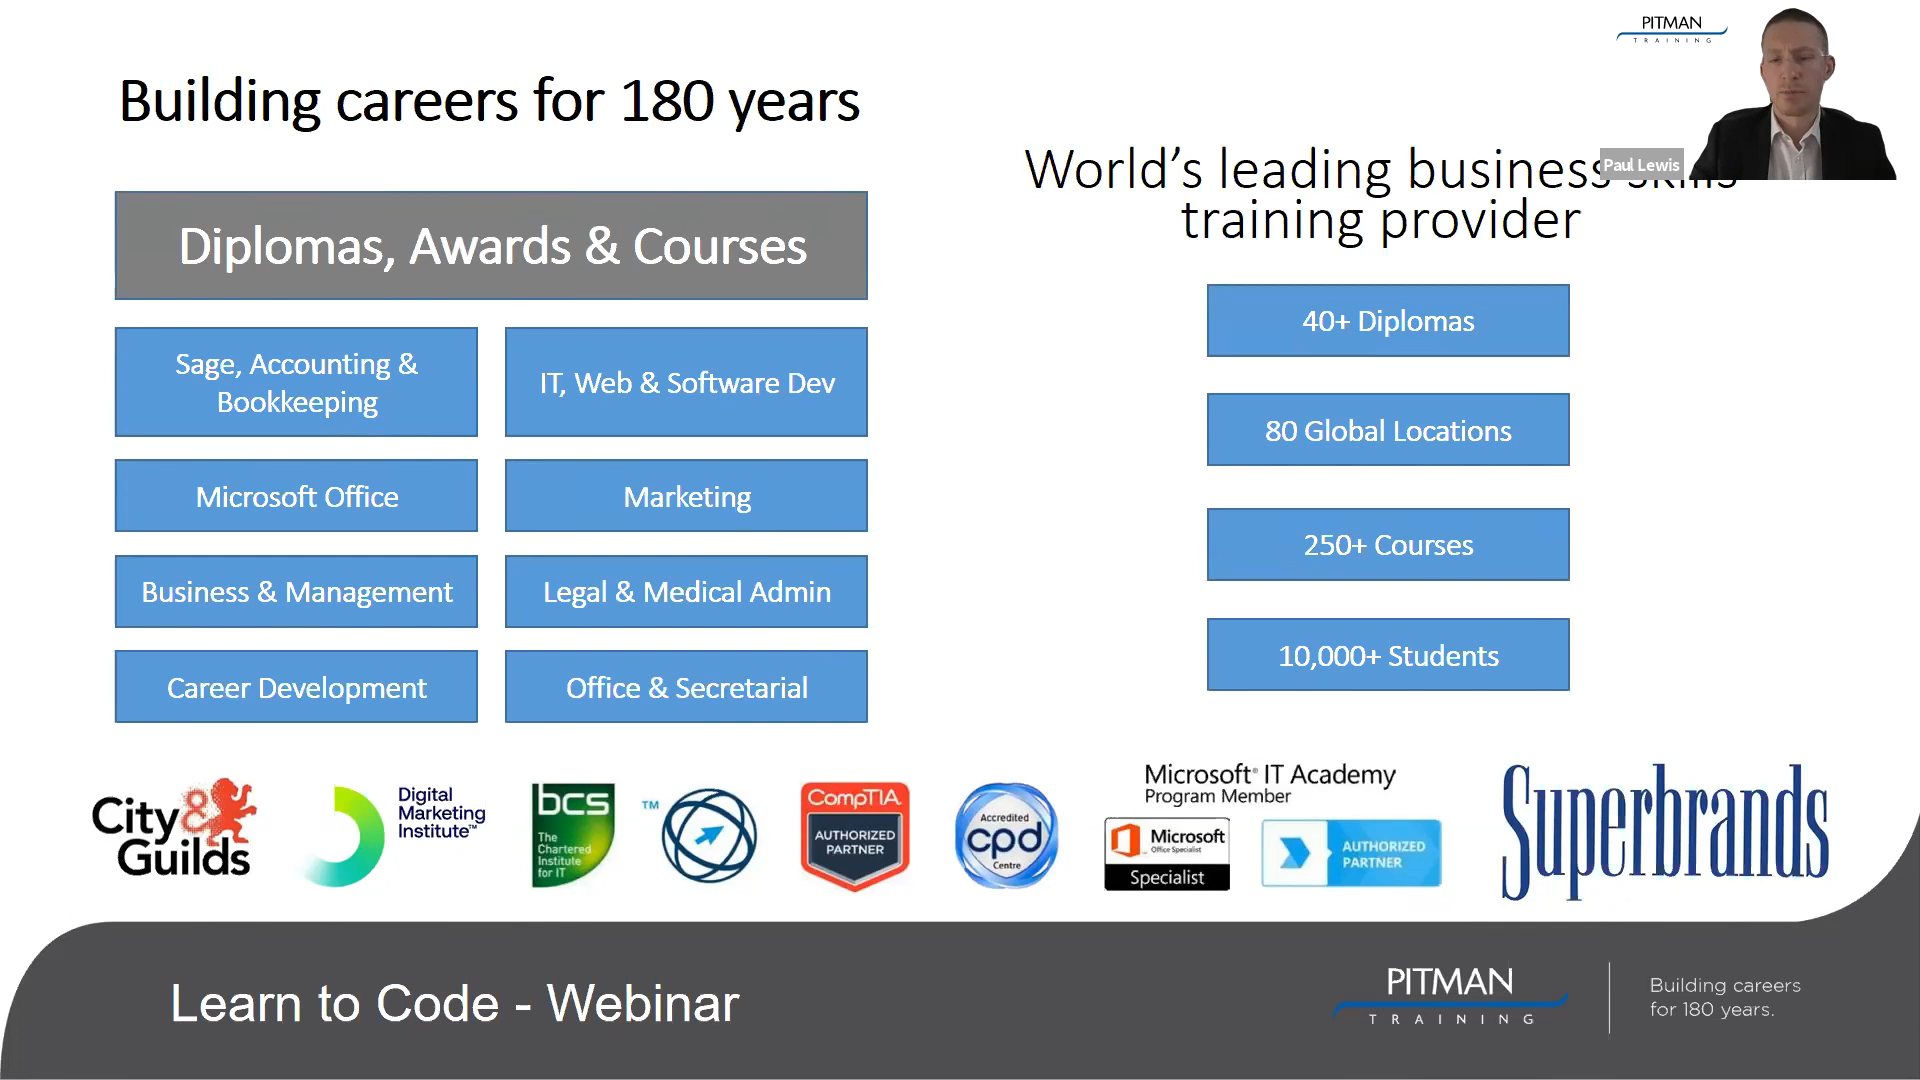 PITMAN
TRAINING
Paul Lewis
Building careers for 180 years
World's leading business skills
training provider
Diplomas, Awards & Courses
Sage, Accounting &
Bookkeeping
IT, Web & Software Dev
Microsoft Office
Marketing
Business & Management
Legal & Medical Admin
Career Development
Office & Secretarial
40+ Diplomas
80 Global Locations
250+ Courses
10,000+ Students
City&
Guilds
Digital
Marketing
Institute™
bcs
The
Chartered
Institute
for IT
TM
CompTIA.
AUTHORIZED
PARTNER
Accredited
cpd
Centre
Microsoft® IT Academy
Program Member
Microsoft
Office Specialist
Specialist
AUTHORIZED
PARTNER
Superbrands
Learn to Code - Webinar
PITMAN
TRAINING
Building careers
for 180 years.